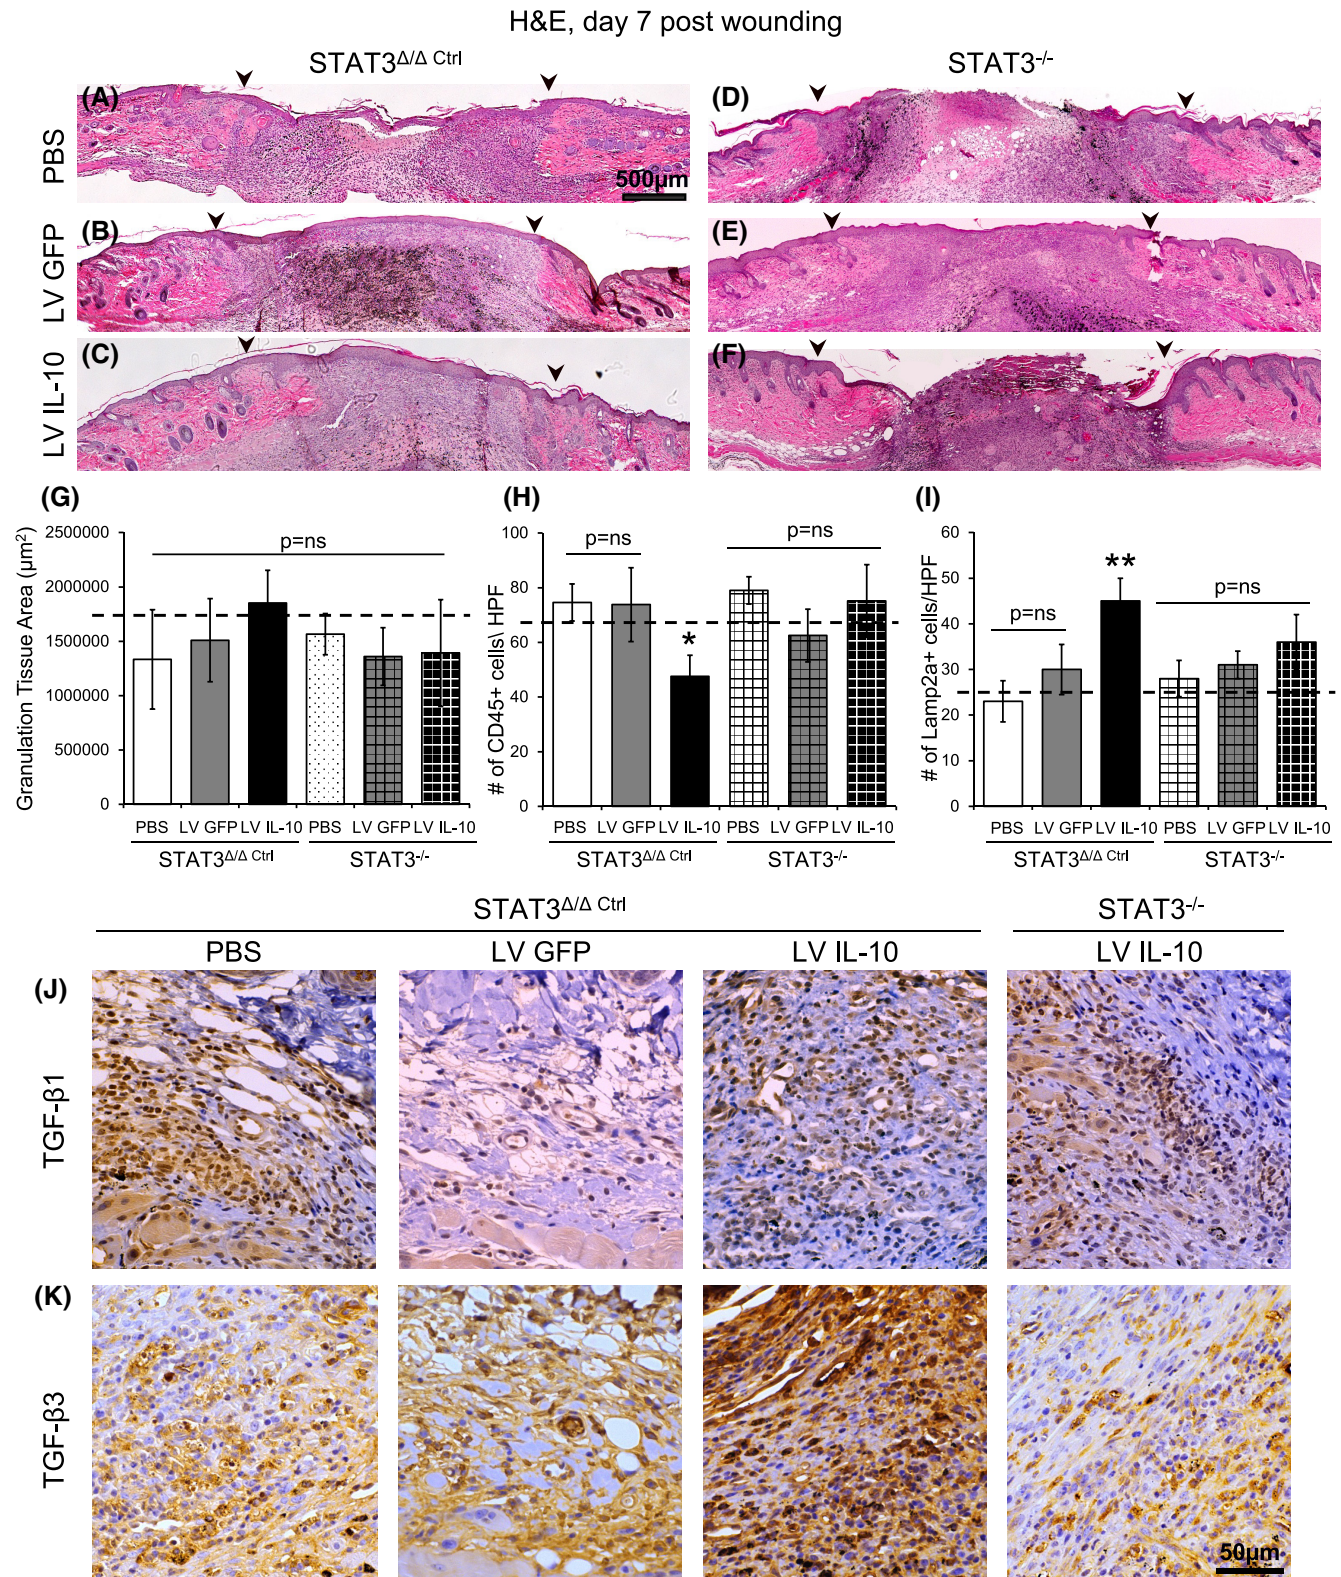 H&E, day 7 post wounding
STAT3Δ/Δ Ctrl
STAT3-/-
PBS
(A)
500µm
(D)
LV GFP
(B)
(E)
LV IL-10
(C)
(F)
(G)
Granulation Tissue Area (µm²)
2500000
2000000
1500000
1000000
500000
0
p=ns
PBS LV GFP LV IL-10 PBS LV GFP LV IL-10
STAT3Δ/Δ Ctrl STAT3-/-
(H)
# of CD45+ cells\ HPF
100
80
60
40
20
0
p=ns
*
p=ns
PBS LV GFP LV IL-10 PBS LV GFP LV IL-10
STAT3Δ/Δ Ctrl STAT3-/-
(I)
# of Lamp2a+ cells/HPF
60
50
40
30
20
10
0
p=ns
**
p=ns
PBS LV GFP LV IL-10 PBS LV GFP LV IL-10
STAT3Δ/Δ Ctrl STAT3-/-
STAT3Δ/Δ Ctrl
STAT3-/-
PBS LV GFP LV IL-10 LV IL-10
(J)
TGF-β1
(K)
TGF-β3
50µm